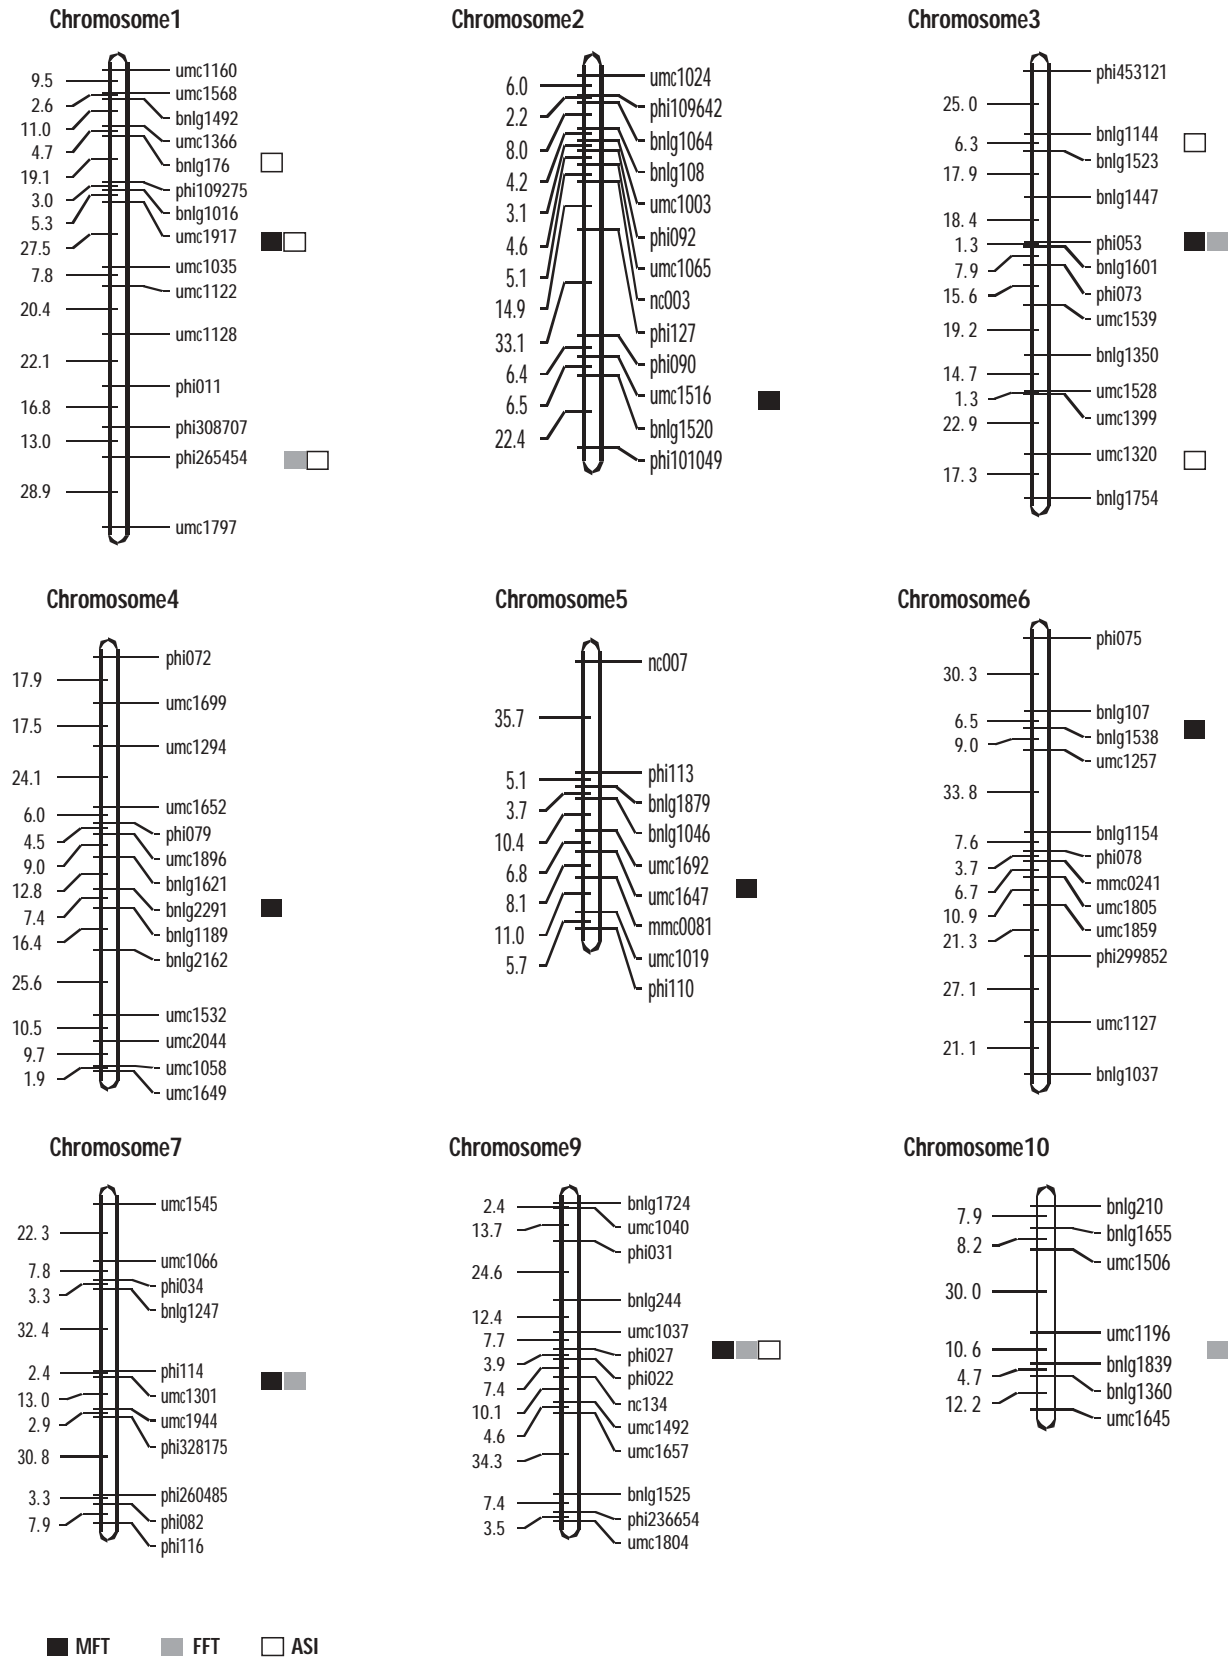 Chromosome1
9.5
2.6
11.0
4.7
19.1
3.0
5.3
27.5
7.8
20.4
22.1
16.8
13.0
28.9
umc1160
umc1568
bnlg1492
umc1366
bnlg176
phi109275
bnlg1016
umc1917
umc1035
umc1122
umc1128
phi011
phi308707
phi265454
umc1797
Chromosome2
6.0
2.2
8.0
4.2
3.1
4.6
5.1
14.9
33.1
6.4
6.5
22.4
umc1024
phi109642
bnlg1064
bnlg108
umc1003
phi092
umc1065
nc003
phi127
phi090
umc1516
bnlg1520
phi101049
Chromosome3
25.0
6.3
17.9
18.4
1.3
7.9
15.6
19.2
14.7
1.3
22.9
17.3
phi453121
bnlg1144
bnlg1523
bnlg1447
phi053
bnlg1601
phi073
umc1539
bnlg1350
umc1528
umc1399
umc1320
bnlg1754
Chromosome4
17.9
17.5
24.1
6.0
4.5
9.0
12.8
7.4
16.4
25.6
10.5
9.7
1.9
phi072
umc1699
umc1294
umc1652
phi079
umc1896
bnlg1621
bnlg2291
bnlg1189
bnlg2162
umc1532
umc2044
umc1058
umc1649
Chromosome5
35.7
5.1
3.7
10.4
6.8
8.1
11.0
5.7
nc007
phi113
bnlg1879
bnlg1046
umc1692
umc1647
mmc0081
umc1019
phi110
Chromosome6
30. 3
6.5
9.0
33.8
7.6
3.7
6.7
10. 9
21.3
27. 1
21. 1
phi075
bnlg107
bnlg1538
umc1257
bnlg1154
phi078
mmc0241
umc1805
umc1859
phi299852
umc1127
bnlg1037
Chromosome7
22. 3
7.8
3.3
32. 4
2.4
13. 0
2.9
30. 8
3.3
7.9
umc1545
umc1066
phi034
bnlg1247
phi114
umc1301
umc1944
phi328175
phi260485
phi082
phi116
Chromosome9
2.4
13.7
24.6
12.4
7.7
3.9
7.4
10.1
4.6
34.3
7.4
3.5
bnlg1724
umc1040
phi031
bnlg244
umc1037
phi027
phi022
nc134
umc1492
umc1657
bnlg1525
phi236654
umc1804
Chromosome10
7.9
8.2
30. 0
10. 6
4.7
12. 2
bnlg210
bnlg1655
umc1506
umc1196
bnlg1839
bnlg1360
umc1645
MFT FFT ASI